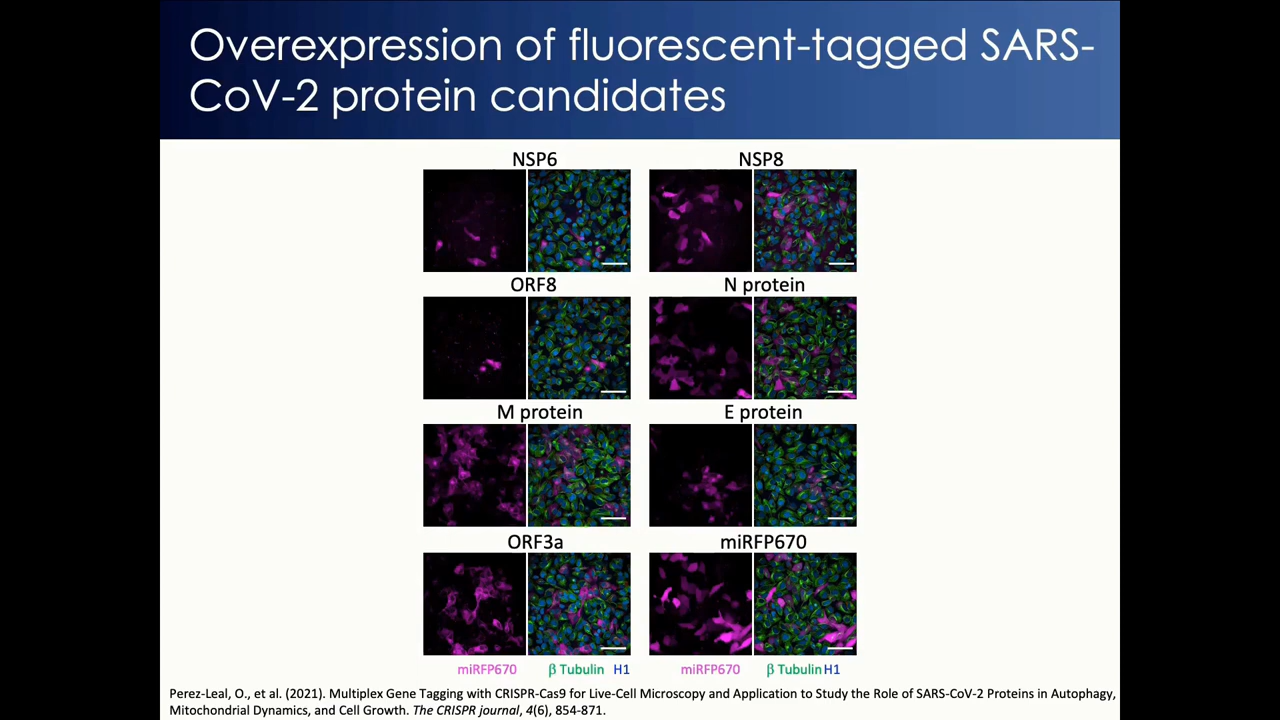 Overexpression of fluorescent-tagged SARS-
CoV-2 protein candidates
NSP6
NSP8
ORF8
N protein
M protein
E protein
ORF3a
miRFP670
miRFP670 β Tubulin H1
miRFP670 β Tubulin H1
Perez-Leal, O., et al. (2021). Multiplex Gene Tagging with CRISPR-Cas9 for Live-Cell Microscopy and Application to Study the Role of SARS-CoV-2 Proteins in Autophagy,
Mitochondrial Dynamics, and Cell Growth. The CRISPR journal, 4(6), 854-871.